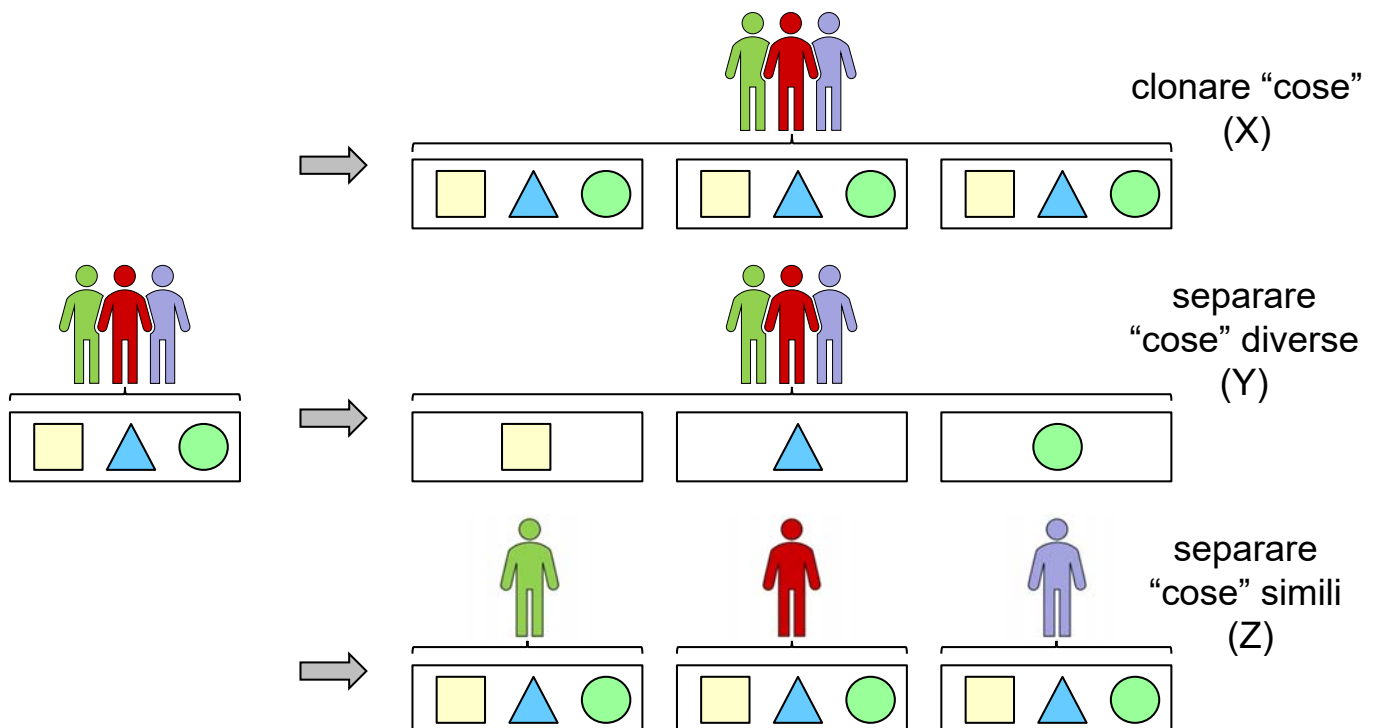 clonare “cose”
(X)
separare
“cose” diverse
(Y)
separare
“cose” simili
(Z)